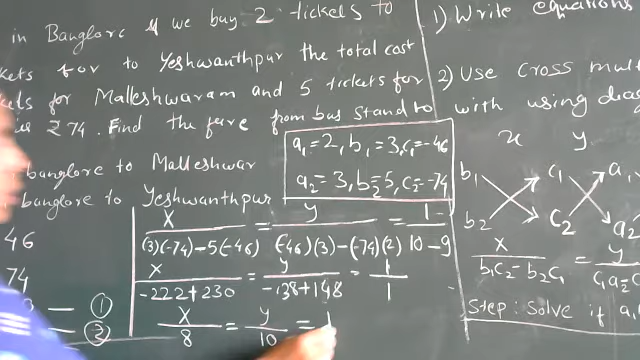 in Banglore if we buy 2 tickets to
kets for to Yeshwanthpur the total cost
kets for Malleshwaram and 5 tickets for
is ₹74. Find the fare from bus stand to
banglore to Malleshwar
banglore to Yeshwanthpur
46
74
— ①
— ②
a₁=2, b₁=3, c₁=-46
a₂=3, b₂=5, c₂=-74
x/((3)(-74)-5(-46)) = y/((-46)(3)-(-74)(2)) = 1/(10-9)
x/(-222+230) = y/(-138+148) = 1/1
x/8 = y/10 = 1
1) Write equations
2) Use cross mult
with using
x y
b₁ c₁ a₁
b₂ c₂ a₂
x/(b₁c₂-b₂c₁) = y/(c₁a₂
Step: Solve if a₁